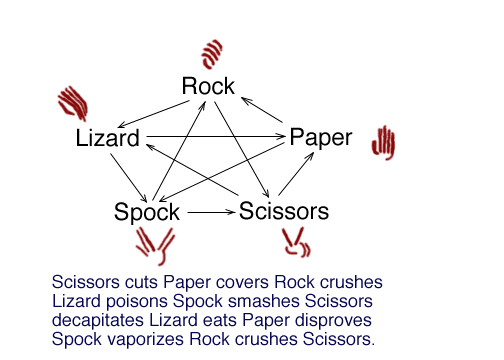 Rock
Lizard
Paper
Spock
Scissors
Scissors cuts Paper covers Rock crushes
Lizard poisons Spock smashes Scissors
decapitates Lizard eats Paper disproves
Spock vaporizes Rock crushes Scissors.